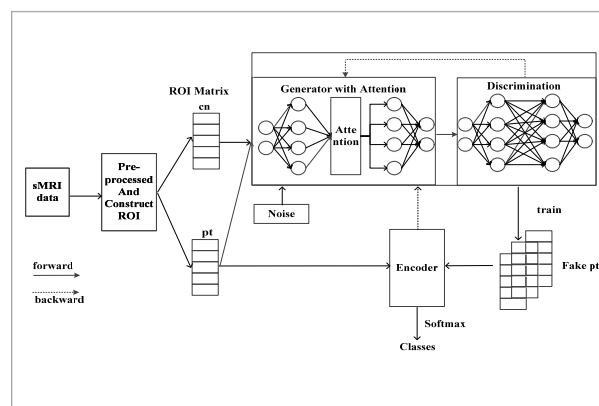 Generator with Attention
Discrimination
ROI Matrix
cn
Atte
ntion
Pre-
processed
And
Construct
ROI
sMRI
data
Noise
train
pt
forward
Encoder
Fake pt
backward
Softmax
Classes